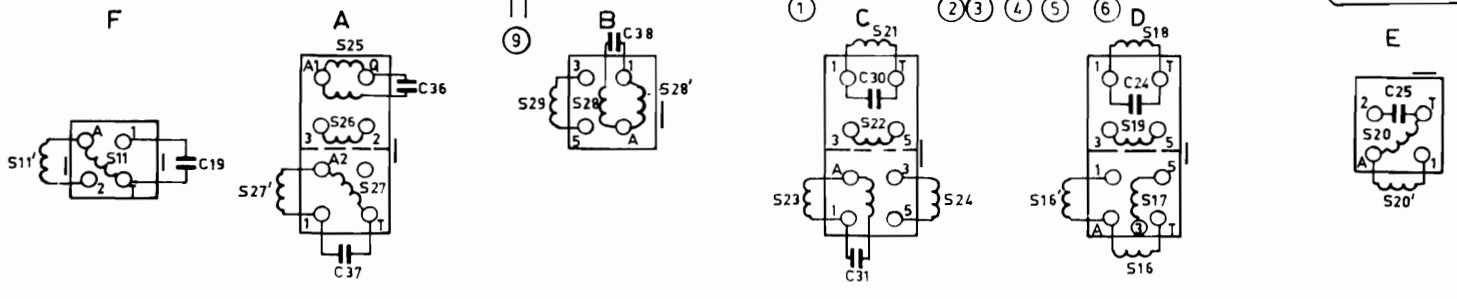 ① ②③ ④ ⑤ ⑥
F A ⑨ B C D E
S25 C38 S21 S18
A1 Q C36 3 1 1 T C30 1 T C24 2 C25 T
S29 S28 S28' S20
S26 5 A S22 S19 A 1
3 2 3 5 3 5 S20'
A 1 S11' S11 C19 2
A2 S27' S27 1 T C37
A 3 S23 S24 1 5 C31
1 5 S16' S17 A ③ T S16